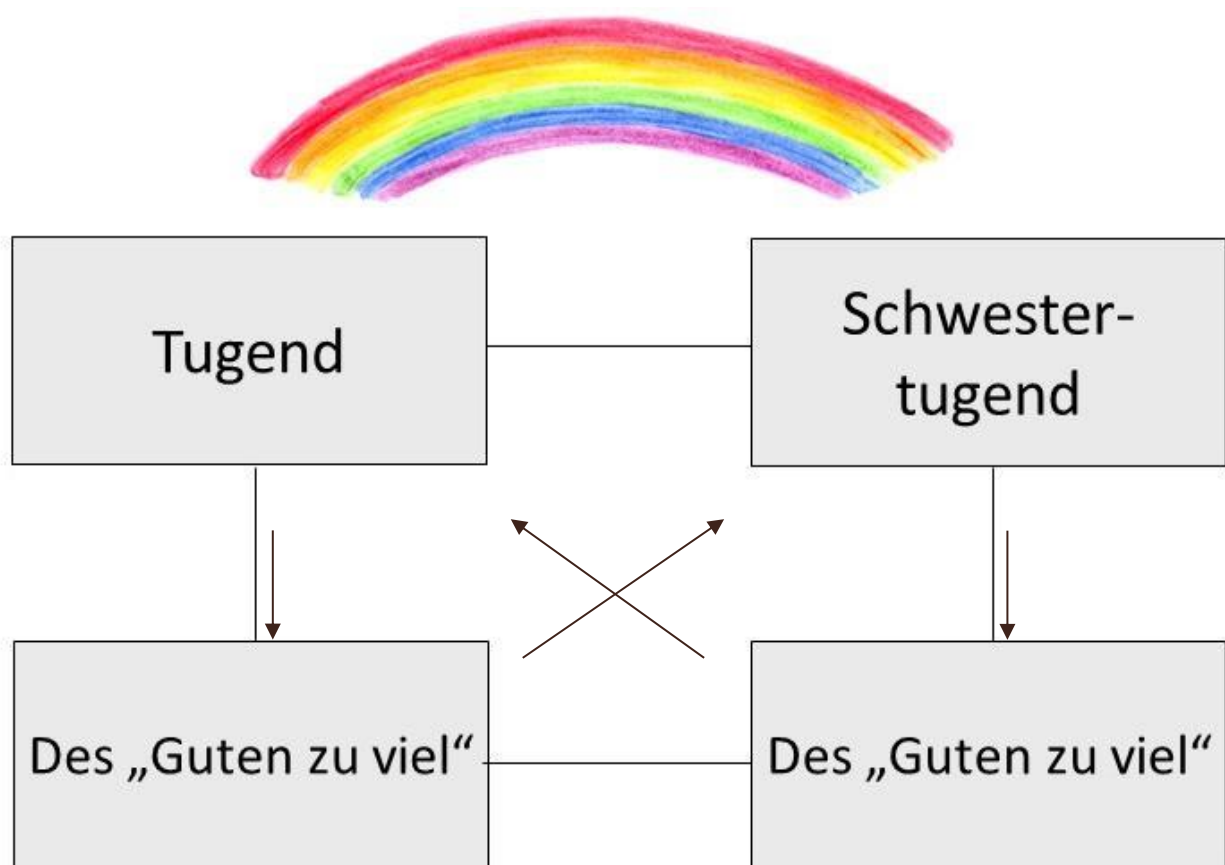 Tugend
Schwester-
tugend
Des „Guten zu viel“
Des „Guten zu viel“